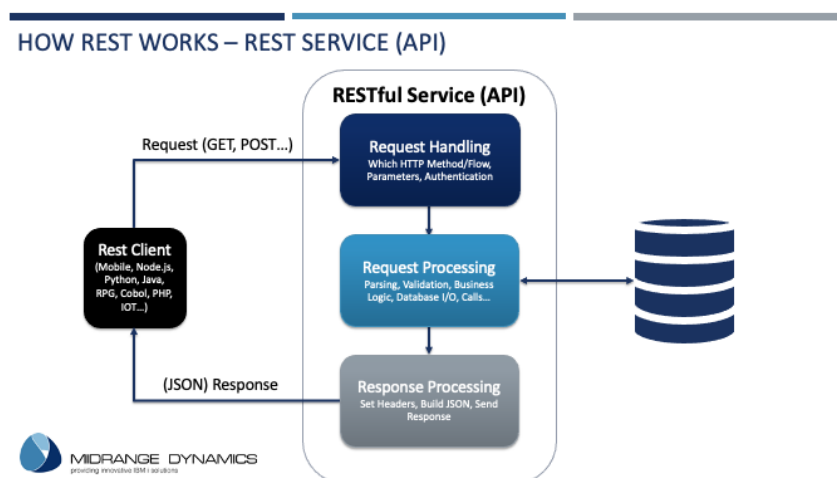 HOW REST WORKS – REST SERVICE (API)
RESTful Service (API)
Request (GET, POST...)
Request Handling
Which HTTP Method/Flow,
Parameters, Authentication
Rest Client
(Mobile, Node.js,
Python, Java,
RPG, Cobol, PHP,
IOT...)
Request Processing
Parsing, Validation, Business
Logic, Database I/O, Calls...
(JSON) Response
Response Processing
Set Headers, Build JSON, Send
Response
MIDRANGE DYNAMICS
providing innovative IBM i solutions